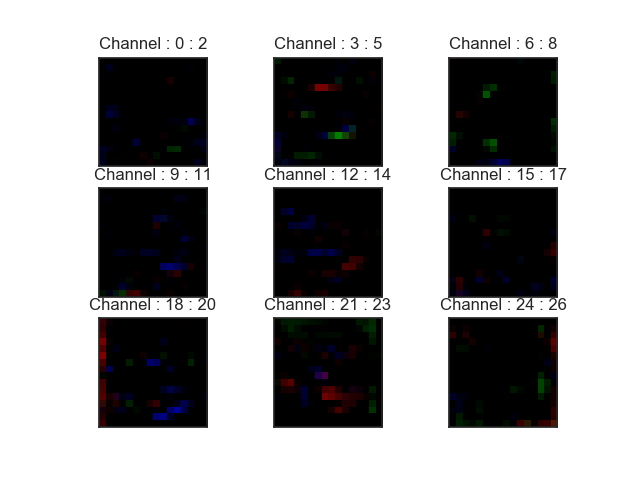 Channel : 0 : 2
Channel : 3 : 5
Channel : 6 : 8
Channel : 9 : 11
Channel : 12 : 14
Channel : 15 : 17
Channel : 18 : 20
Channel : 21 : 23
Channel : 24 : 26